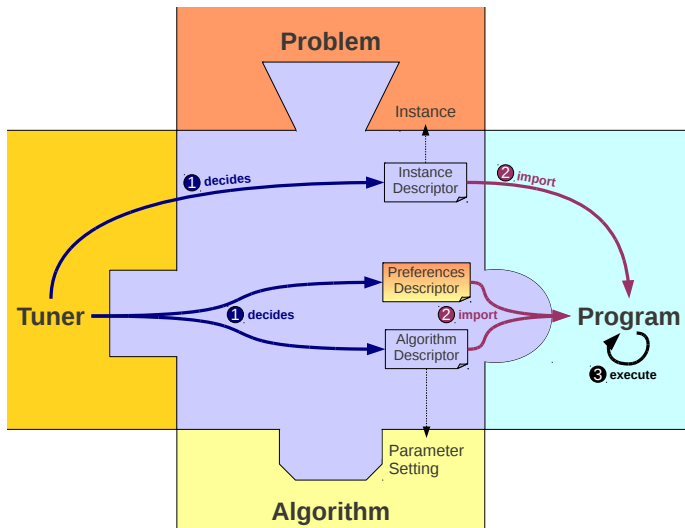 Problem
Instance
1 decides
Instance
Descriptor
2 import
Preferences
Descriptor
Tuner
1 decides
2 import
Program
Algorithm
Descriptor
3 execute
Parameter
Setting
Algorithm